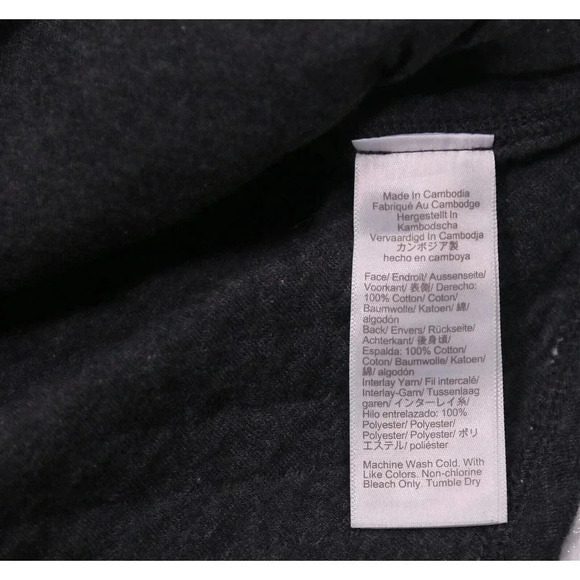 Made In Cambodia
Fabriqué Au Cambodge
Hergestellt In
Kambodscha
Vervaardigd In Cambodja
カンボジア製
hecho en camboya
Face/ Endroit/ Aussenseite/
Voorkant/ 表側/ Derecho:
100% Cotton/ Coton/
Baumwolle/ Katoen/ 綿/
algodón
Back/ Envers/ Rückseite/
Achterkant/ 後身頃/
Espalda: 100% Cotton/
Coton/ Baumwolle/ Katoen/
綿/ algodón
Interlay Yarn/ Fil intercalé/
Interlay-Garn/ Tussenlaag
garen/ インターレイ糸/
Hilo entrelazado: 100%
Polyester/ Polyester/
Polyester/ Polyester/ ポリ
エステル/ poliéster
Machine Wash Cold. With
Like Colors. Non-chlorine
Bleach Only. Tumble Dry